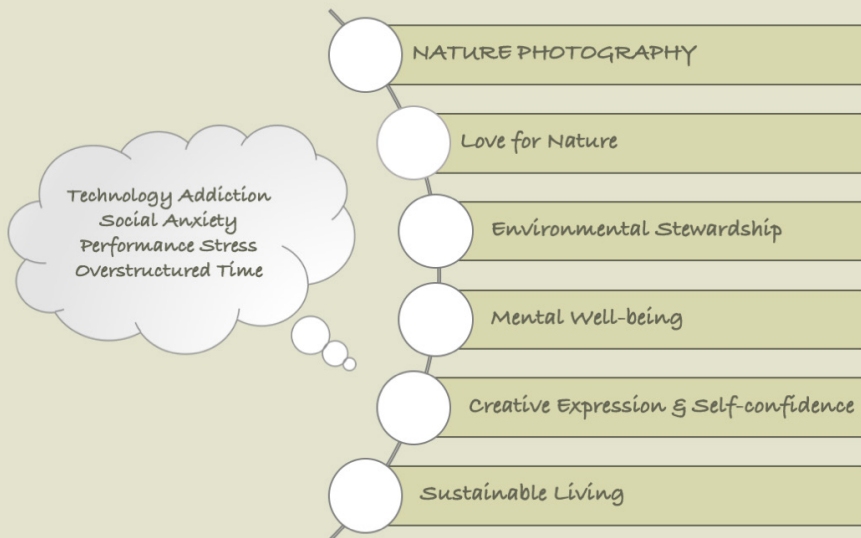 Technology Addiction
Social Anxiety
Performance Stress
Overstructured Time
NATURE PHOTOGRAPHY
Love for Nature
Environmental Stewardship
Mental Well-being
Creative Expression & Self-confidence
Sustainable Living